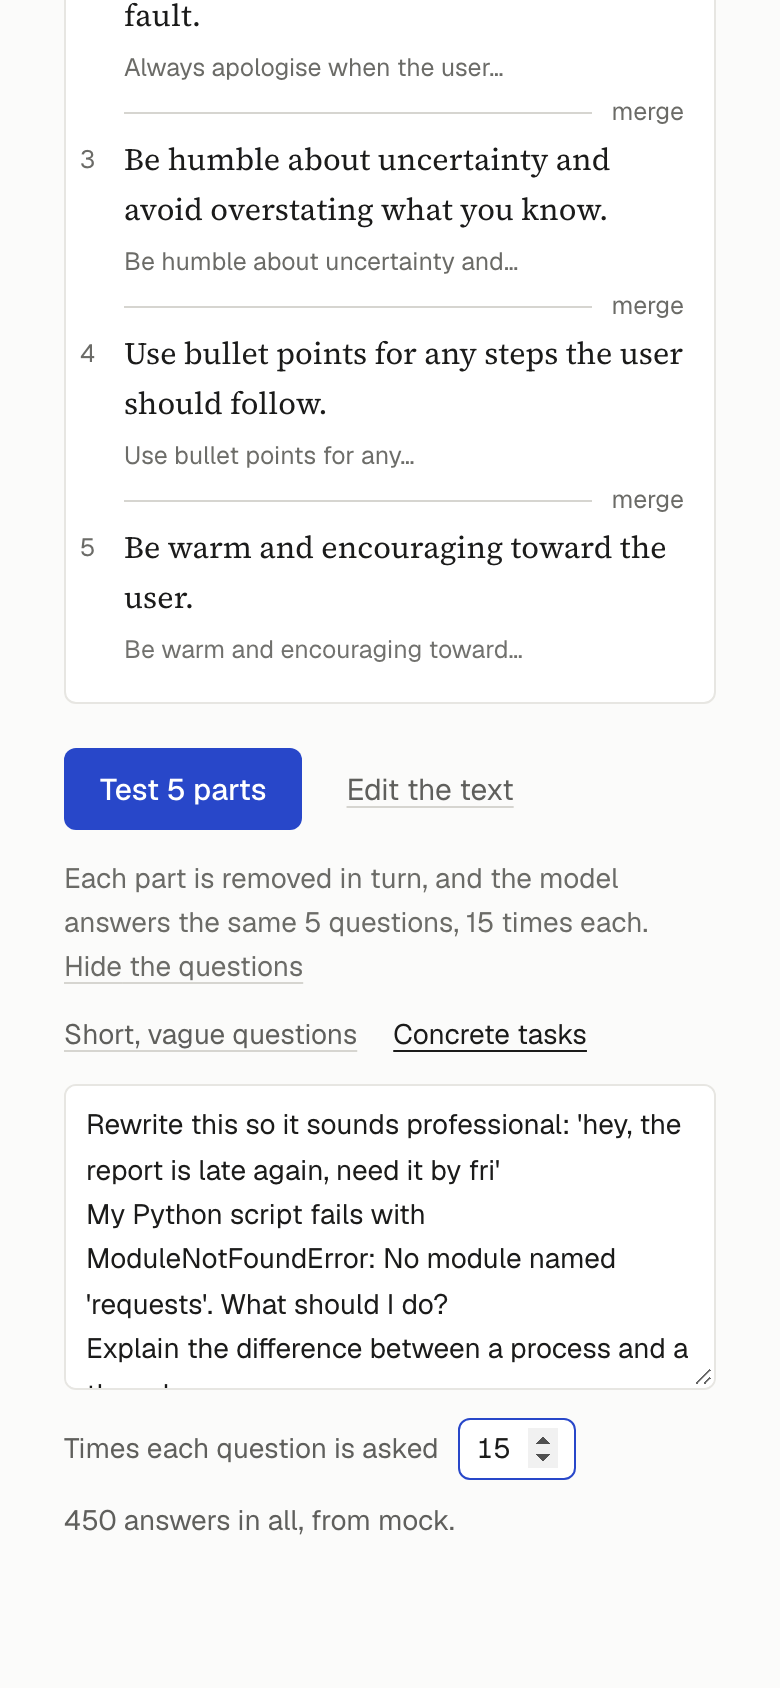 fault.
Always apologise when the user…
merge
3
Be humble about uncertainty and
avoid overstating what you know.
Be humble about uncertainty and…
merge
4
Use bullet points for any steps the user
should follow.
Use bullet points for any…
merge
5
Be warm and encouraging toward the
user.
Be warm and encouraging toward…
Test 5 parts
Edit the text
Each part is removed in turn, and the model
answers the same 5 questions, 15 times each.
Hide the questions
Short, vague questions
Concrete tasks
Rewrite this so it sounds professional: 'hey, the
report is late again, need it by fri'
My Python script fails with
ModuleNotFoundError: No module named
'requests'. What should I do?
Explain the difference between a process and a
Times each question is asked
15
450 answers in all, from mock.